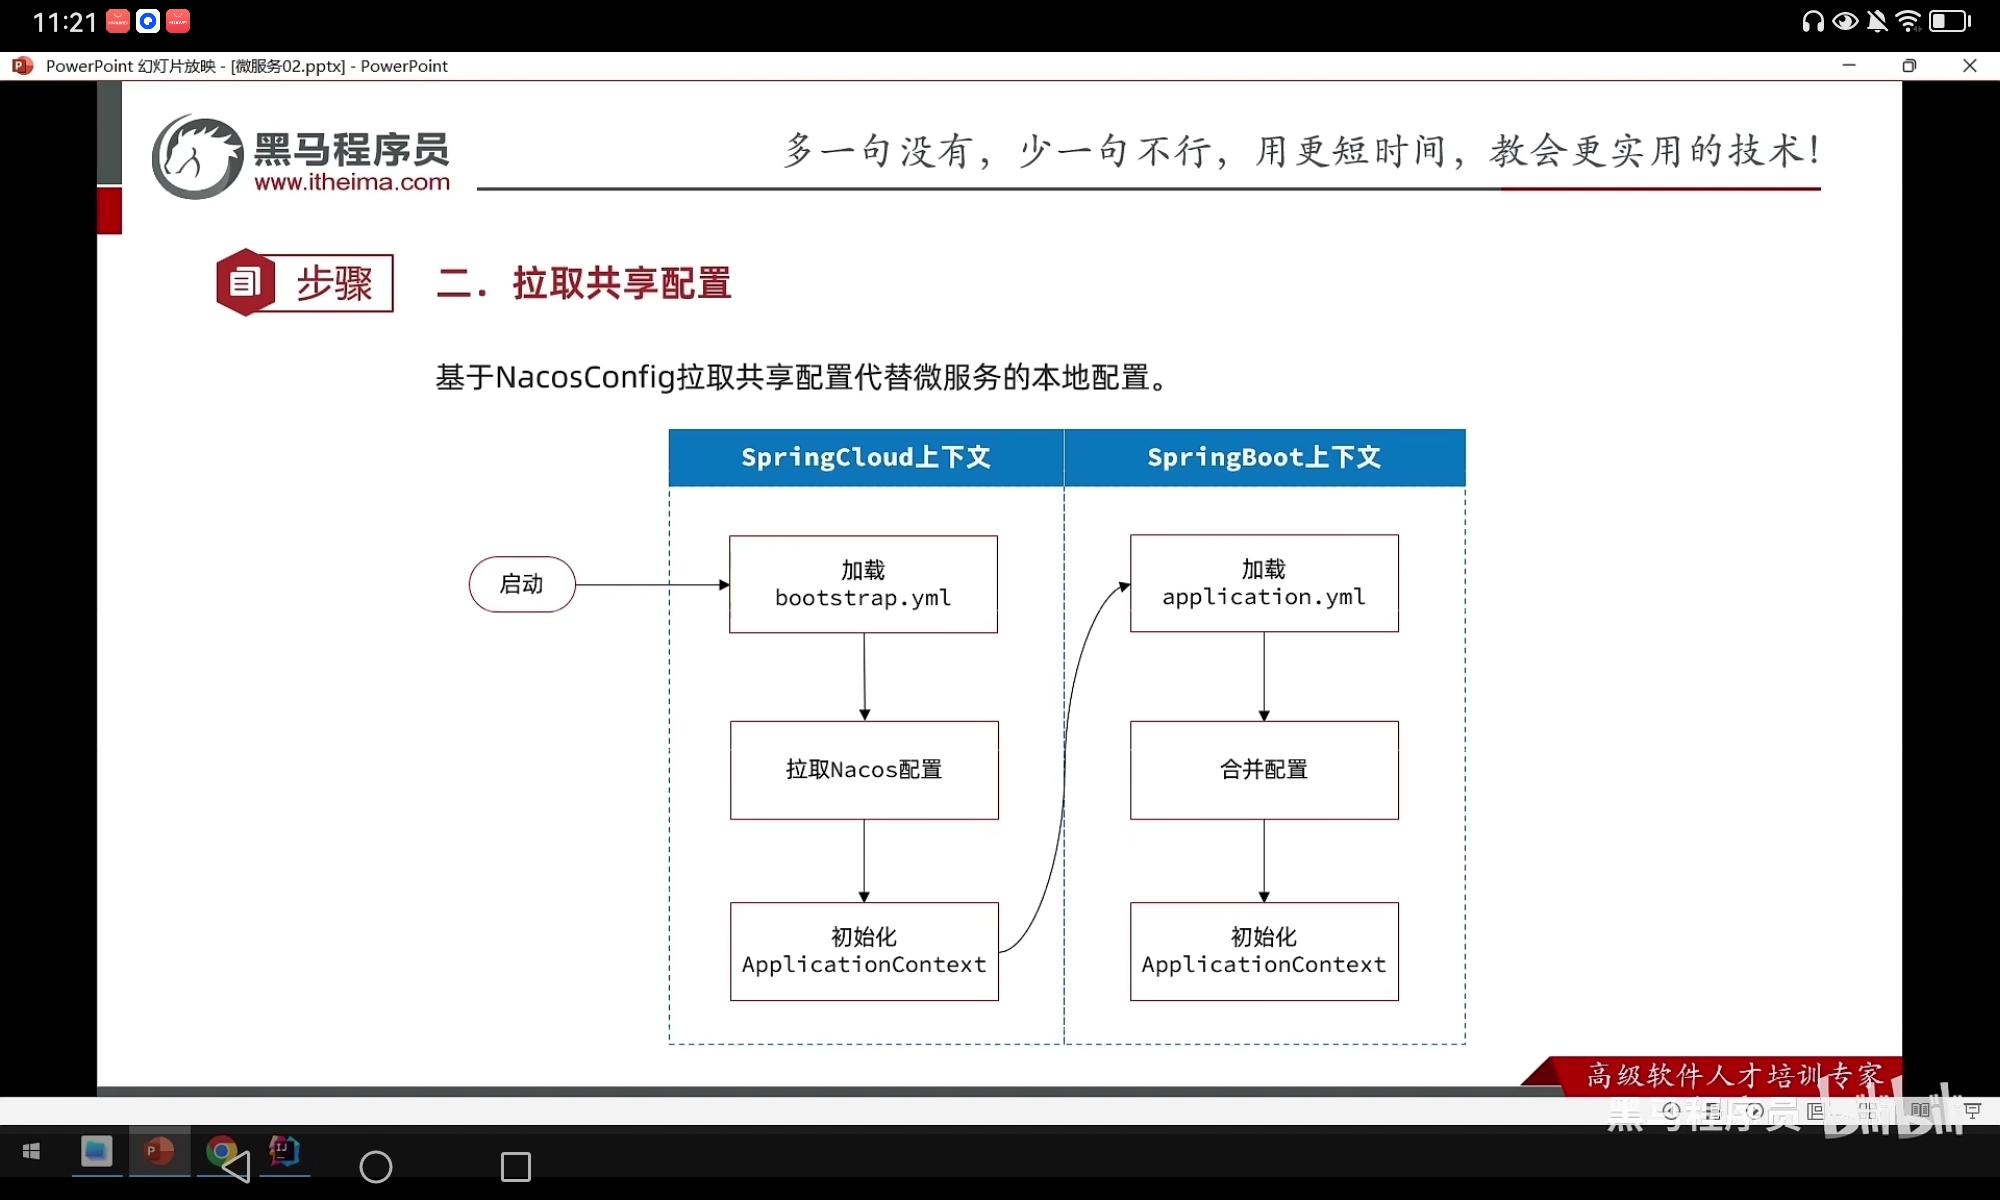 11:21
PowerPoint 幻灯片放映 - [微服务02.pptx] - PowerPoint
黑马程序员
www.itheima.com
多一句没有，少一句不行，用更短时间，教会更实用的技术！
步骤
二．拉取共享配置
基于NacosConfig拉取共享配置代替微服务的本地配置。
SpringCloud上下文
SpringBoot上下文
启动
加载
bootstrap.yml
加载
application.yml
拉取Nacos配置
合并配置
初始化
ApplicationContext
初始化
ApplicationContext
高级软件人才培训专家
黑马程序员 bilibili